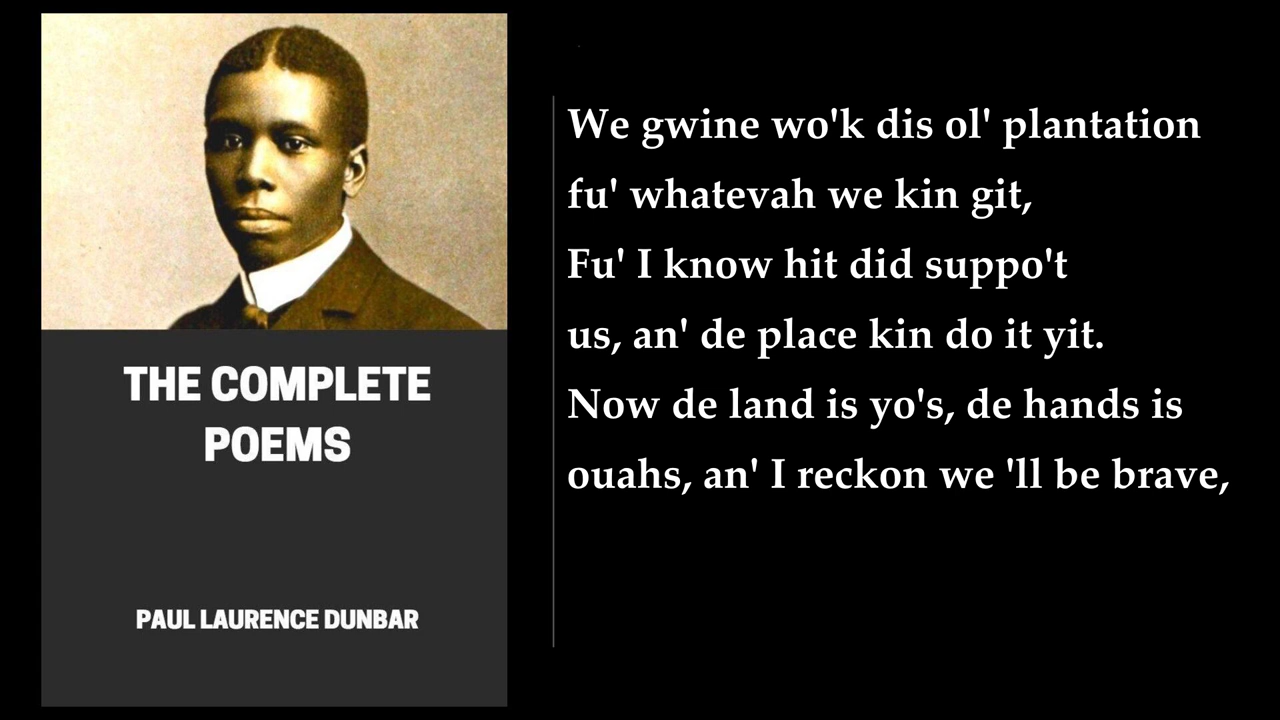 THE COMPLETE
POEMS
PAUL LAURENCE DUNBAR
We gwine wo'k dis ol' plantation
fu' whatevah we kin git,
Fu' I know hit did suppo't
us, an' de place kin do it yit.
Now de land is yo's, de hands is
ouahs, an' I reckon we 'll be brave,